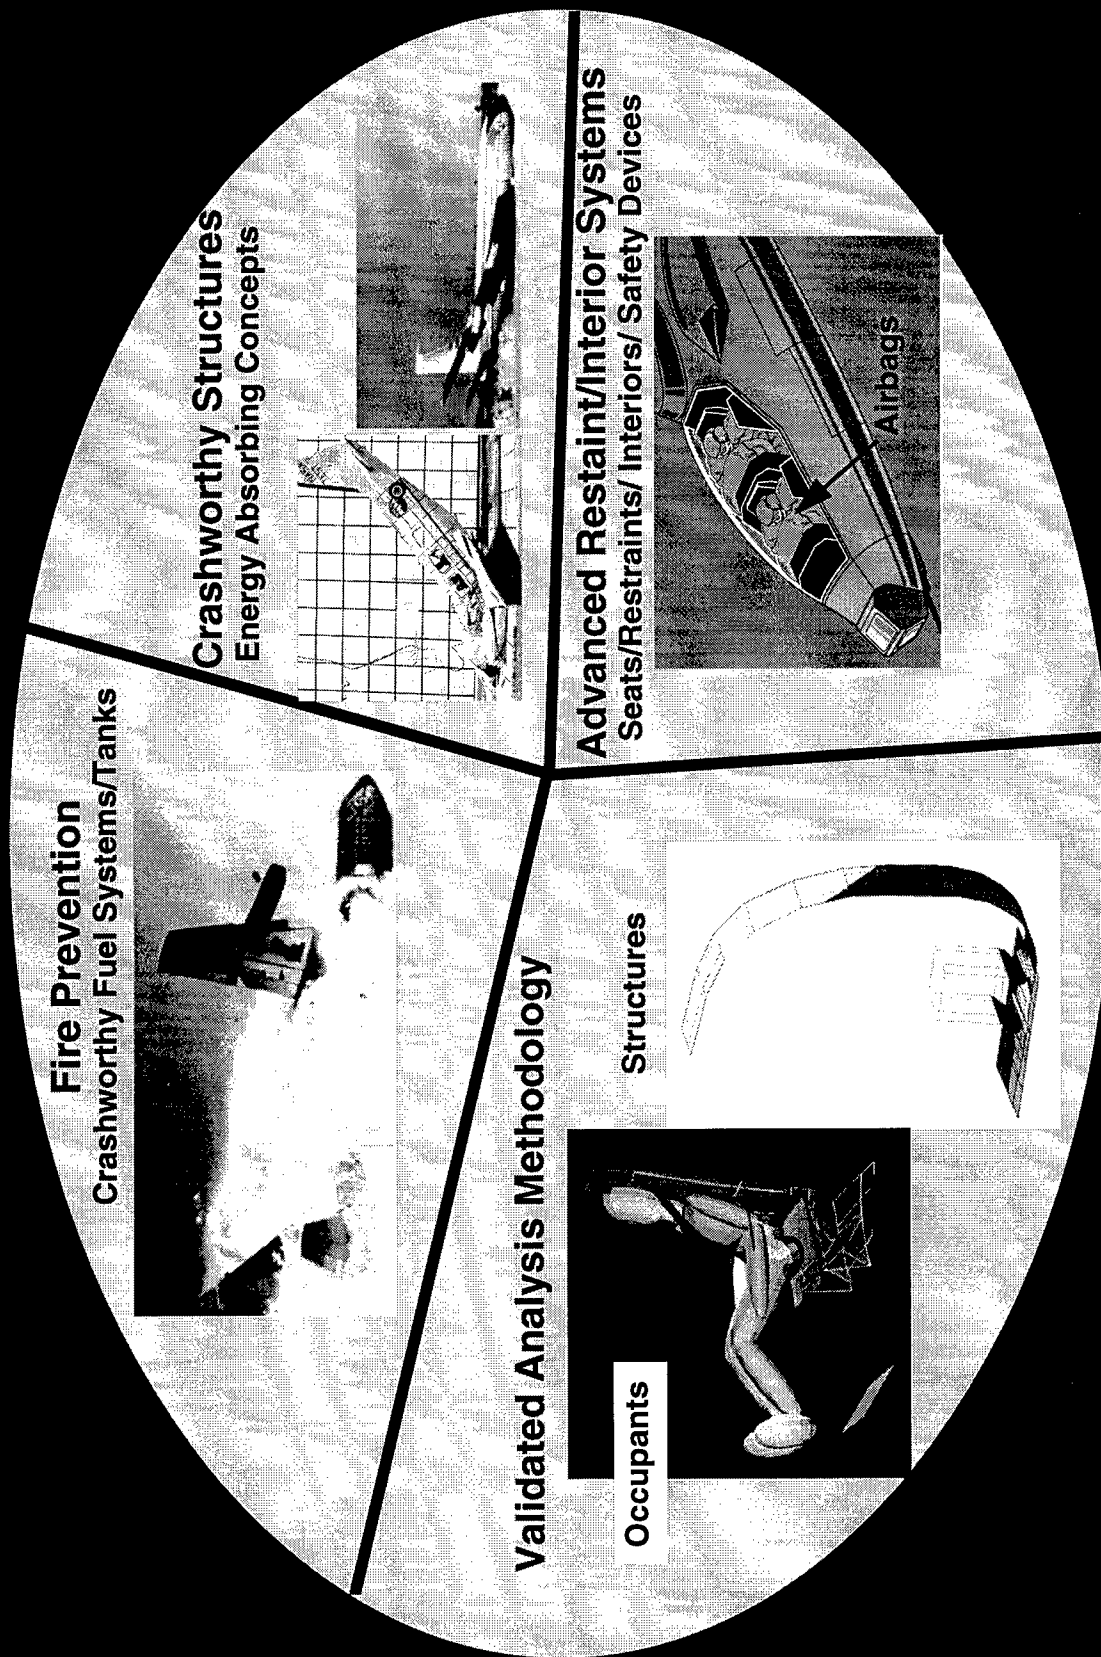 Fire Prevention
Crashworthy Fuel Systems/Tanks
Crashworthy Structures
Energy Absorbing Concepts
Validated Analysis Methodology
Structures
Occupants
Advanced Restaint/Interior Systems
Seats/Restraints/ Interiors/ Safety Devices
Airbags